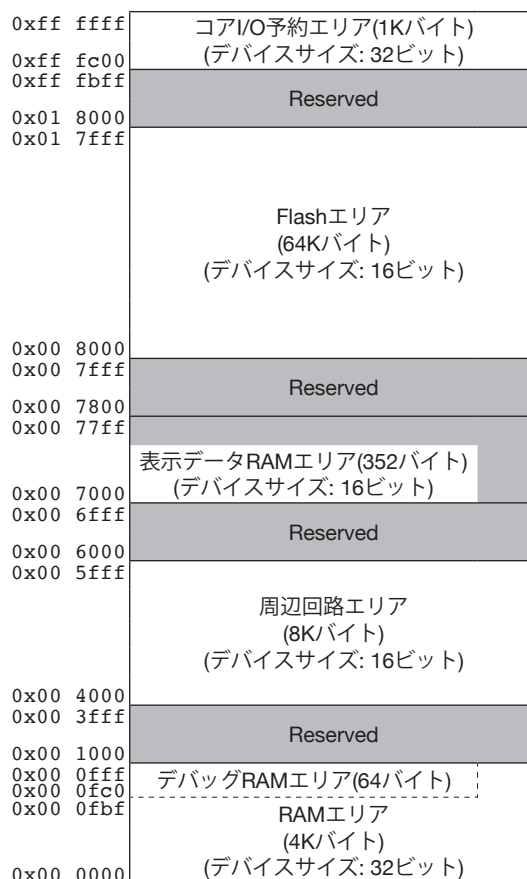 0xff ffff
コアI/O予約エリア(1Kバイト)
(デバイスサイズ: 32ビット)
0xff fc00
0xff fbff
Reserved
0x01 8000
0x01 7fff
Flashエリア
(64Kバイト)
(デバイスサイズ: 16ビット)
0x00 8000
0x00 7fff
Reserved
0x00 7800
0x00 77ff
表示データRAMエリア(352バイト)
(デバイスサイズ: 16ビット)
0x00 7000
0x00 6fff
Reserved
0x00 6000
0x00 5fff
周辺回路エリア
(8Kバイト)
(デバイスサイズ: 16ビット)
0x00 4000
0x00 3fff
Reserved
0x00 1000
0x00 0fff
デバッグRAMエリア(64バイト)
0x00 0fc0
0x00 0fbf
RAMエリア
(4Kバイト)
(デバイスサイズ: 32ビット)
0x00 0000